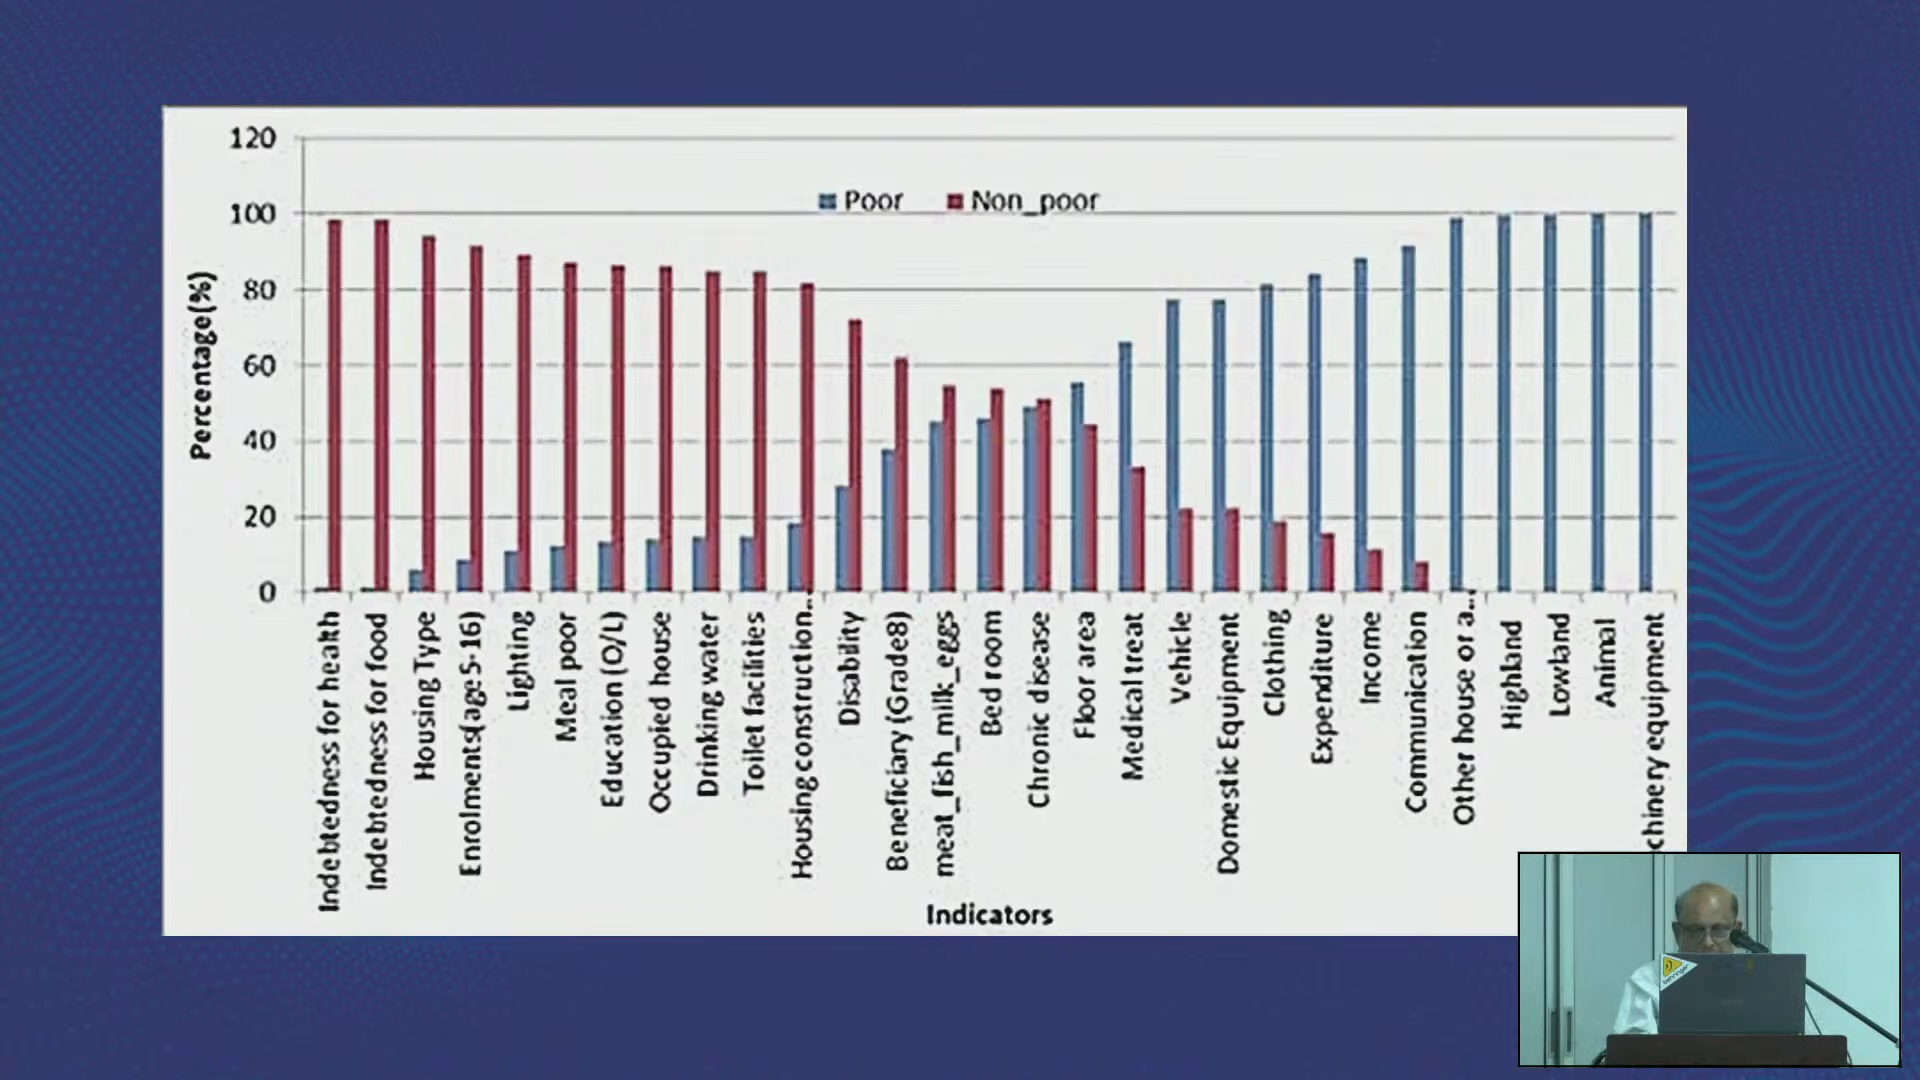 120
100
80
60
40
20
0
Percentage(%)
Poor
Non_poor
Indebtedness for health
Indebtedness for food
Housing Type
Enrolments(age 5-16)
Lighting
Meal poor
Education (O/L)
Occupied house
Drinking water
Toilet facilities
Housing construction...
Disability
Beneficiary (Grade8)
meat_fish_milk_eggs
Bed room
Chronic disease
Floor area
Medical treat
Vehicle
Domestic Equipment
Clothing
Expenditure
Income
Communication
Other house or a...
Highland
Lowland
Animal
chinery equipment
Indicators
behringer